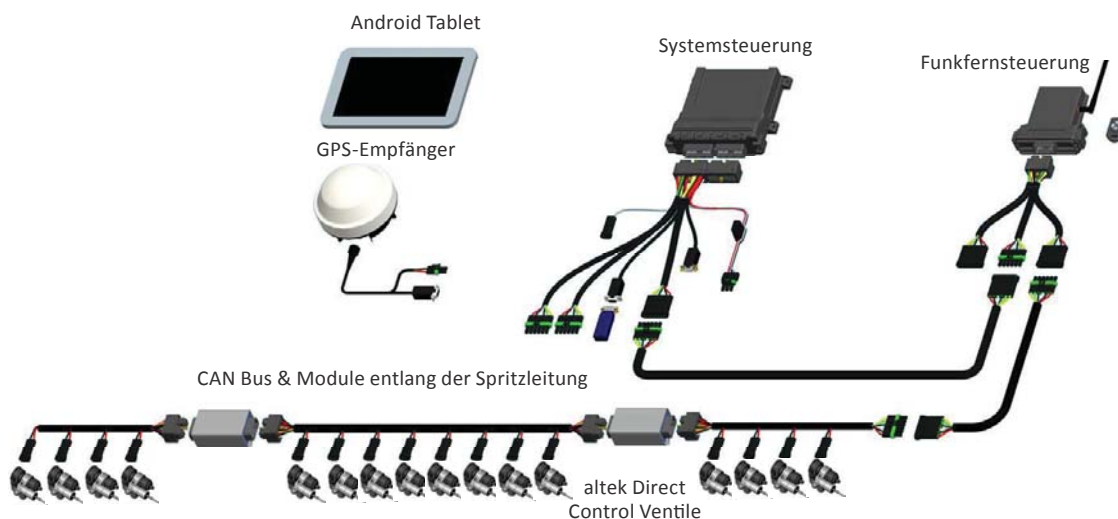 Android Tablet
Systemsteuerung
Funkfernsteuerung
GPS-Empfänger
CAN Bus & Module entlang der Spritzleitung
altek Direct
Control Ventile